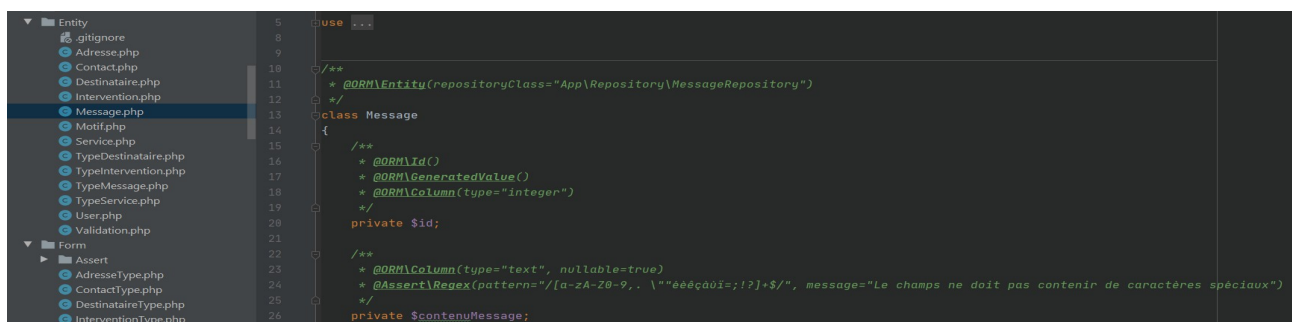 Entity
.gitignore
Adresse.php
Contact.php
Destinataire.php
Intervention.php
Message.php
Motif.php
Service.php
TypeDestinataire.php
TypeIntervention.php
TypeMessage.php
TypeService.php
User.php
Validation.php
Form
Assert
AdresseType.php
ContactType.php
DestinataireType.php
InterventionType.php
5 use ...
8
9
10 /**
11 * @ORM\Entity(repositoryClass="App\Repository\MessageRepository")
12 */
13 class Message
14 {
15 /**
16 * @ORM\Id()
17 * @ORM\GeneratedValue()
18 * @ORM\Column(type="integer")
19 */
20 private $id;
21
22 /**
23 * @ORM\Column(type="text", nullable=true)
24 * @Assert\Regex(pattern="/[a-zA-Z0-9,. \""éèêçàùï=;!?]+$/", message="Le champs ne doit pas contenir de caractères spéciaux")
25 */
26 private $contenuMessage;